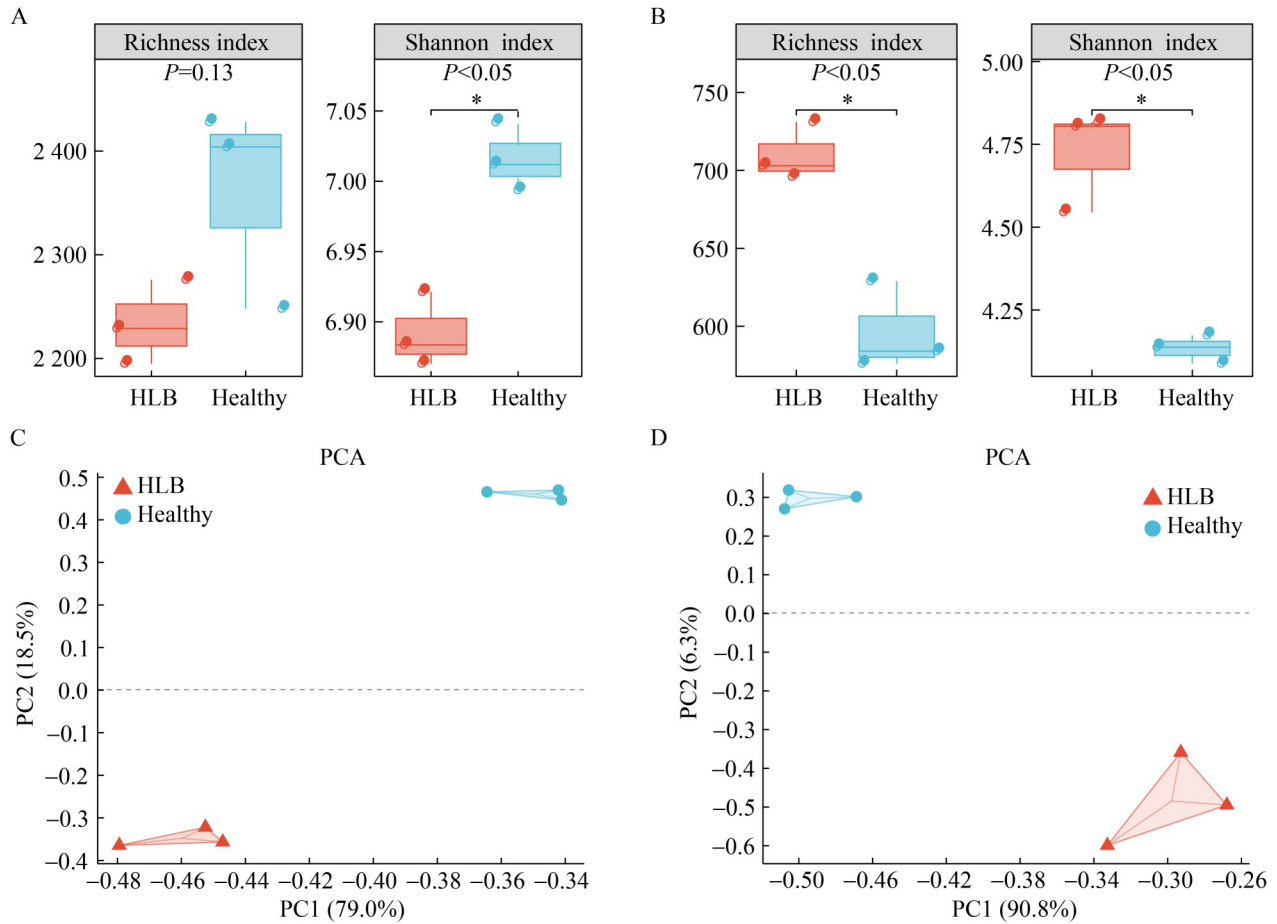 A
Richness index
P=0.13
2 400
2 300
2 200
HLB Healthy
Shannon index
P<0.05
*
7.05
7.00
6.95
6.90
HLB Healthy
B
Richness index
P<0.05
*
750
700
650
600
HLB Healthy
Shannon index
P<0.05
*
5.00
4.75
4.50
4.25
HLB Healthy
C
PCA
HLB
Healthy
PC2 (18.5%)
0.5
0.4
0.3
0.2
0.1
0.0
−0.1
−0.2
−0.3
−0.4
−0.48 −0.46 −0.44 −0.42 −0.40 −0.38 −0.36 −0.34
PC1 (79.0%)
D
PCA
HLB
Healthy
PC2 (6.3%)
0.3
0.2
0.1
0.0
−0.1
−0.2
−0.3
−0.4
−0.5
−0.6
−0.50 −0.46 −0.42 −0.38 −0.34 −0.30 −0.26
PC1 (90.8%)